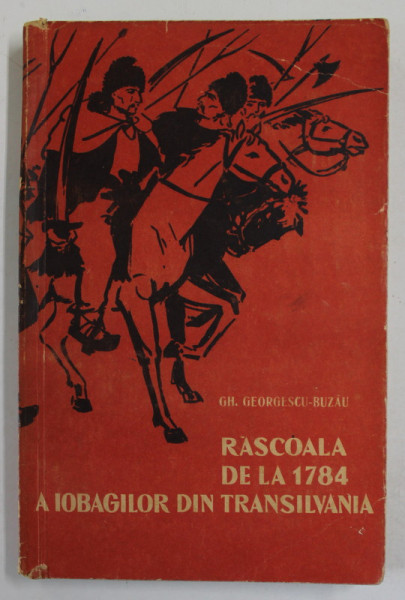 GH. GEORGESCU-BUZĂU
RĂSCOALA
DE LA 1784
A IOBAGILOR DIN TRANSILVANIA